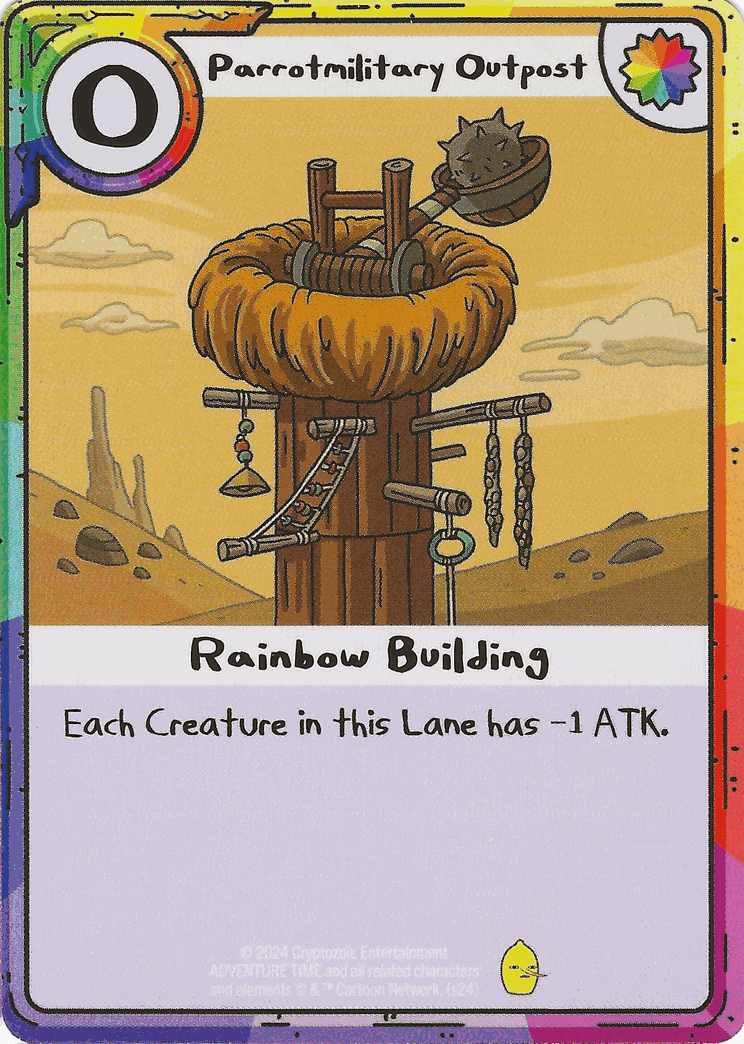 0
Parrotmilitary Outpost
Rainbow Building
Each Creature in this Lane has -1 ATK.
© 2024 Cryptozoic Entertainment
ADVENTURE TIME and all related characters
and elements © & ™ Cartoon Network. (s24)